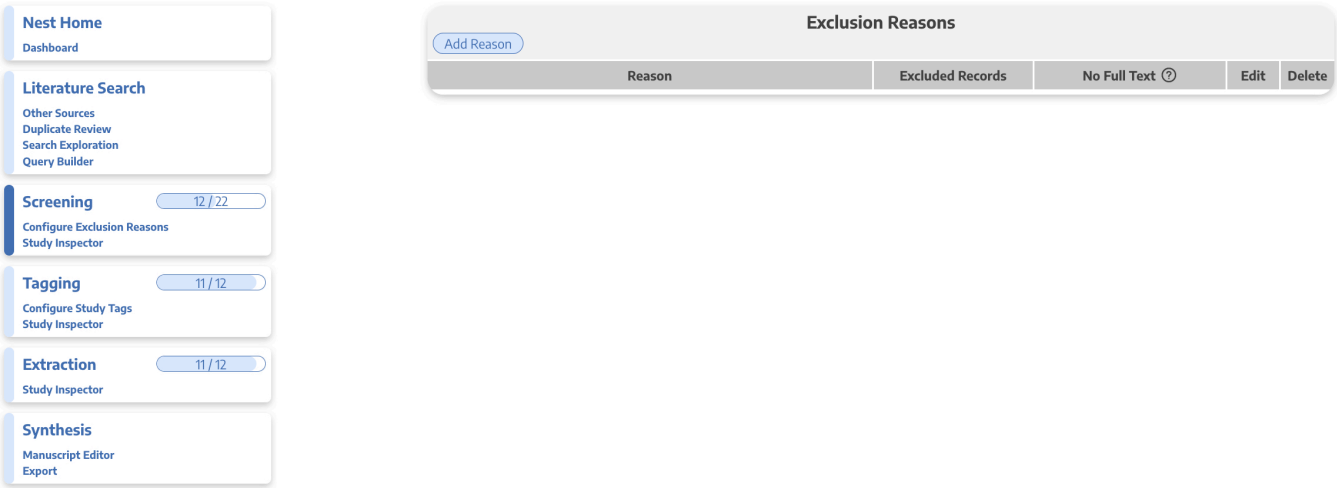 Nest Home
Dashboard
Literature Search
Other Sources
Duplicate Review
Search Exploration
Query Builder
Screening 12 / 22
Configure Exclusion Reasons
Study Inspector
Tagging 11 / 12
Configure Study Tags
Study Inspector
Extraction 11 / 12
Study Inspector
Synthesis
Manuscript Editor
Export
Exclusion Reasons
Add Reason
Reason Excluded Records No Full Text ? Edit Delete